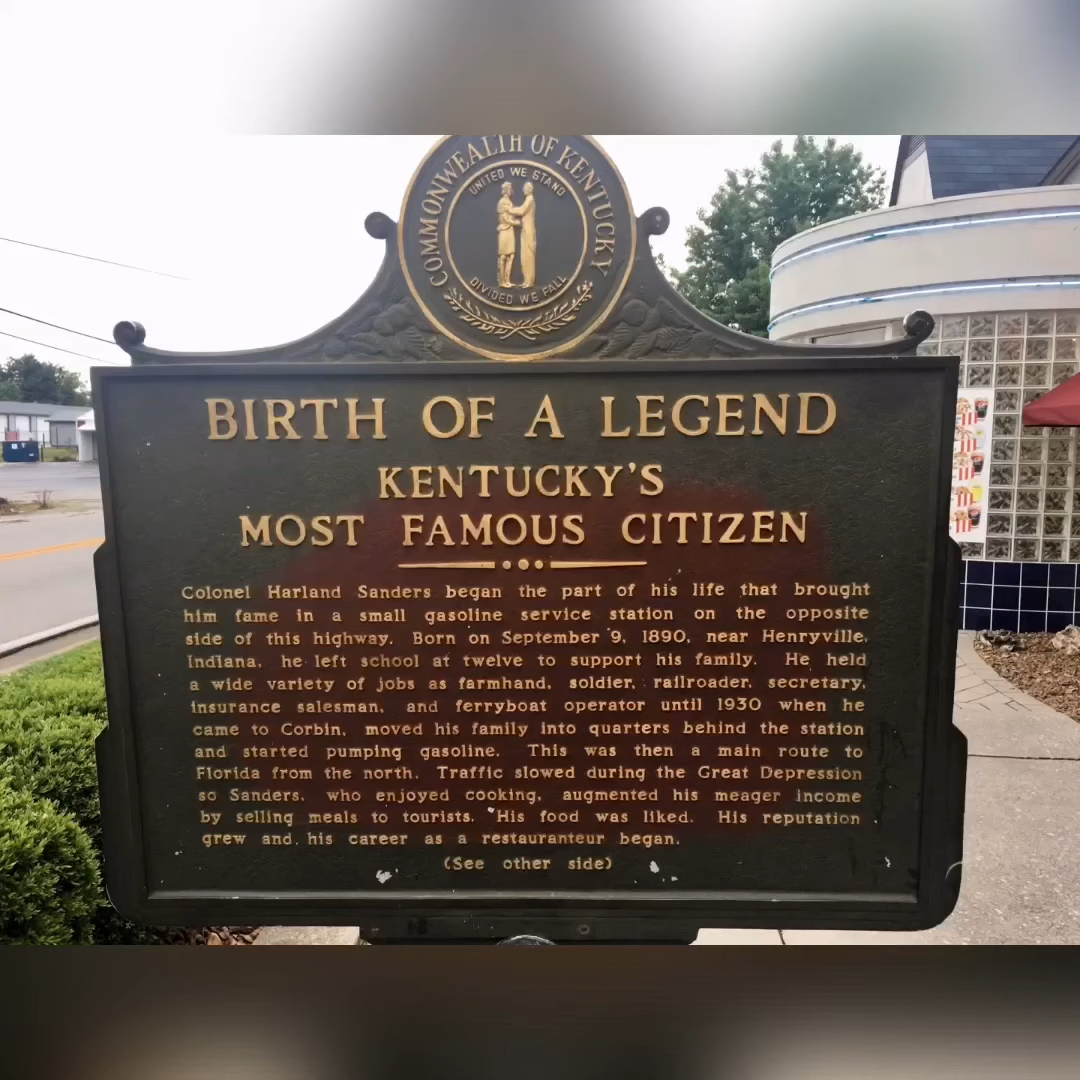 COMMONWEALTH OF KENTUCKY
UNITED WE STAND
DIVIDED WE FALL
BIRTH OF A LEGEND
KENTUCKY'S
MOST FAMOUS CITIZEN
Colonel Harland Sanders began the part of his life that brought
him fame in a small gasoline service station on the opposite
side of this highway. Born on September 9, 1890, near Henryville,
Indiana, he left school at twelve to support his family. He held
a wide variety of jobs as farmhand, soldier, railroader, secretary,
insurance salesman, and ferryboat operator until 1930 when he
came to Corbin, moved his family into quarters behind the station
and started pumping gasoline. This was then a main route to
Florida from the north. Traffic slowed during the Great Depression
so Sanders, who enjoyed cooking, augmented his meager income
by selling meals to tourists. His food was liked. His reputation
grew and his career as a restauranteur began.
(See other side)